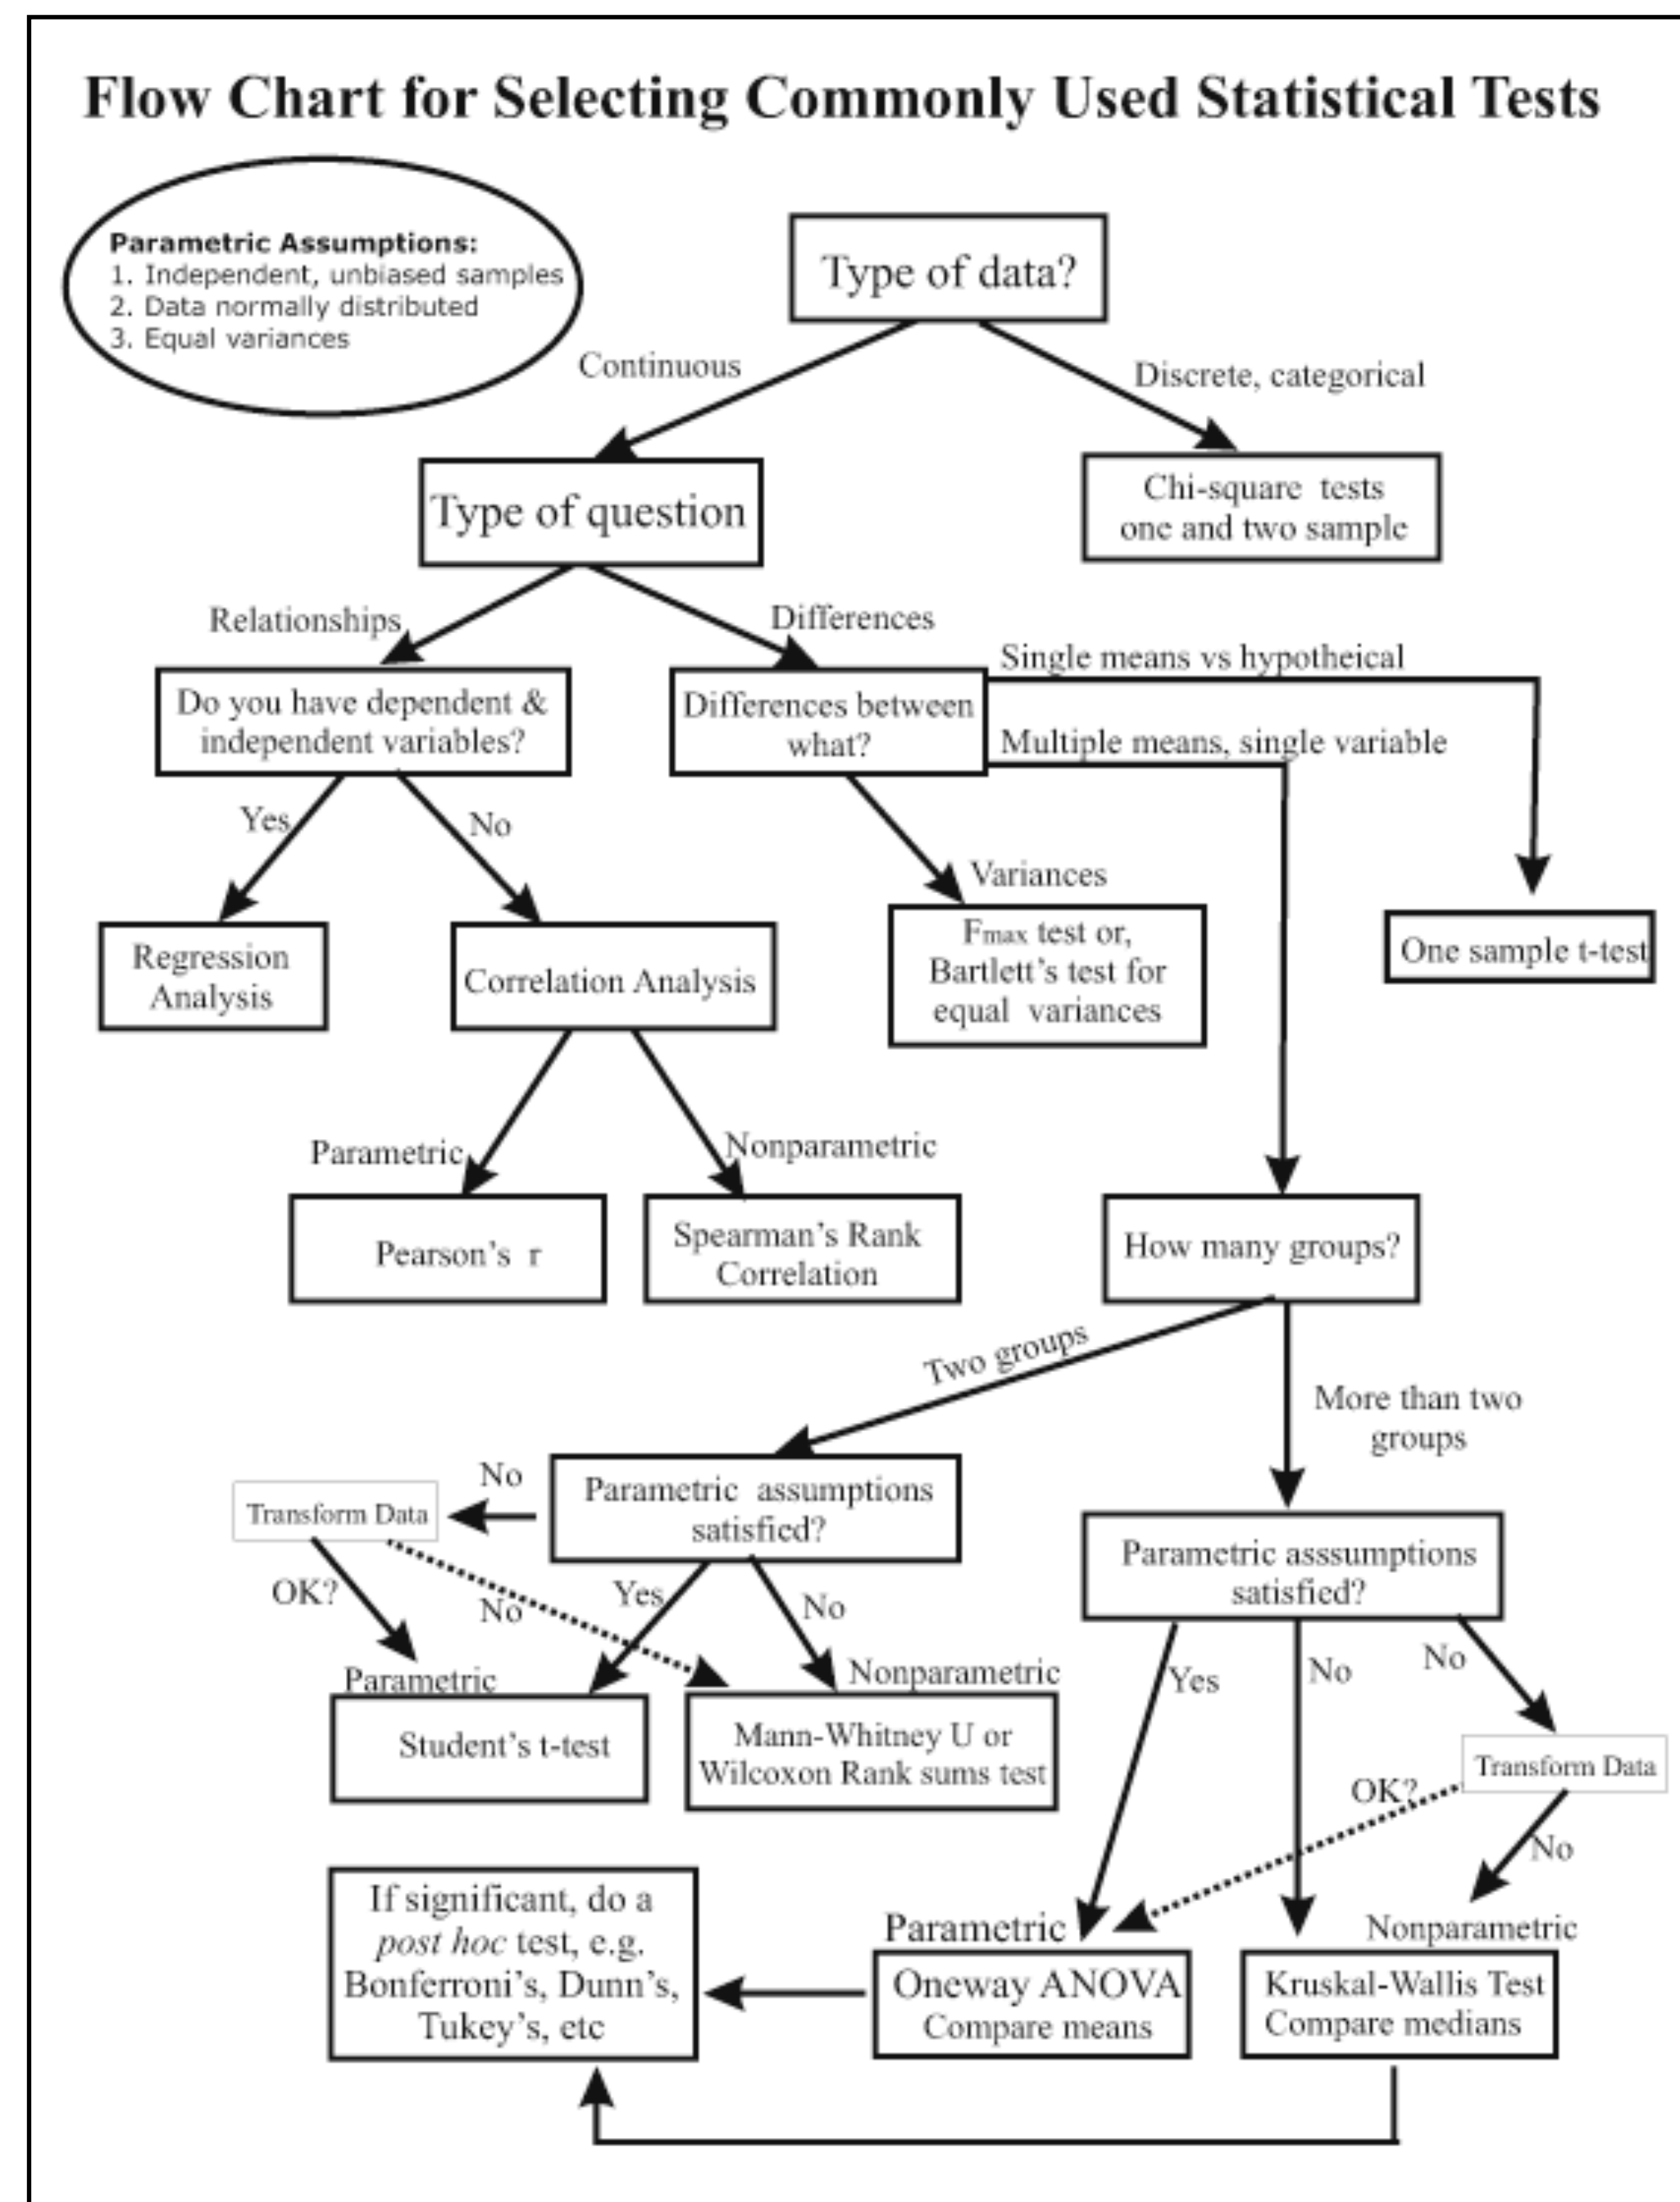 Flow Chart for Selecting Commonly Used Statistical Tests
Parametric Assumptions:
1. Independent, unbiased samples
2. Data normally distributed
3. Equal variances
Type of data?
Continuous
Discrete, categorical
Type of question
Chi-square tests
one and two sample
Relationships
Differences
Single means vs hypotheical
Do you have dependent &
independent variables?
Differences between
what?
Multiple means, single variable
Yes
No
Variances
Regression
Analysis
Correlation Analysis
Fmax test or,
Bartlett's test for
equal variances
One sample t-test
Parametric
Nonparametric
Pearson's r
Spearman's Rank
Correlation
How many groups?
Two groups
More than two
groups
No
Transform Data
Parametric assumptions
satisfied?
Parametric asssumptions
satisfied?
OK?
No
Yes
No
Parametric
Nonparametric
Student's t-test
Mann-Whitney U or
Wilcoxon Rank sums test
Yes
No
No
Transform Data
OK?
No
Parametric
Nonparametric
If significant, do a
post hoc test, e.g.
Bonferroni's, Dunn's,
Tukey's, etc
Oneway ANOVA
Compare means
Kruskal-Wallis Test
Compare medians